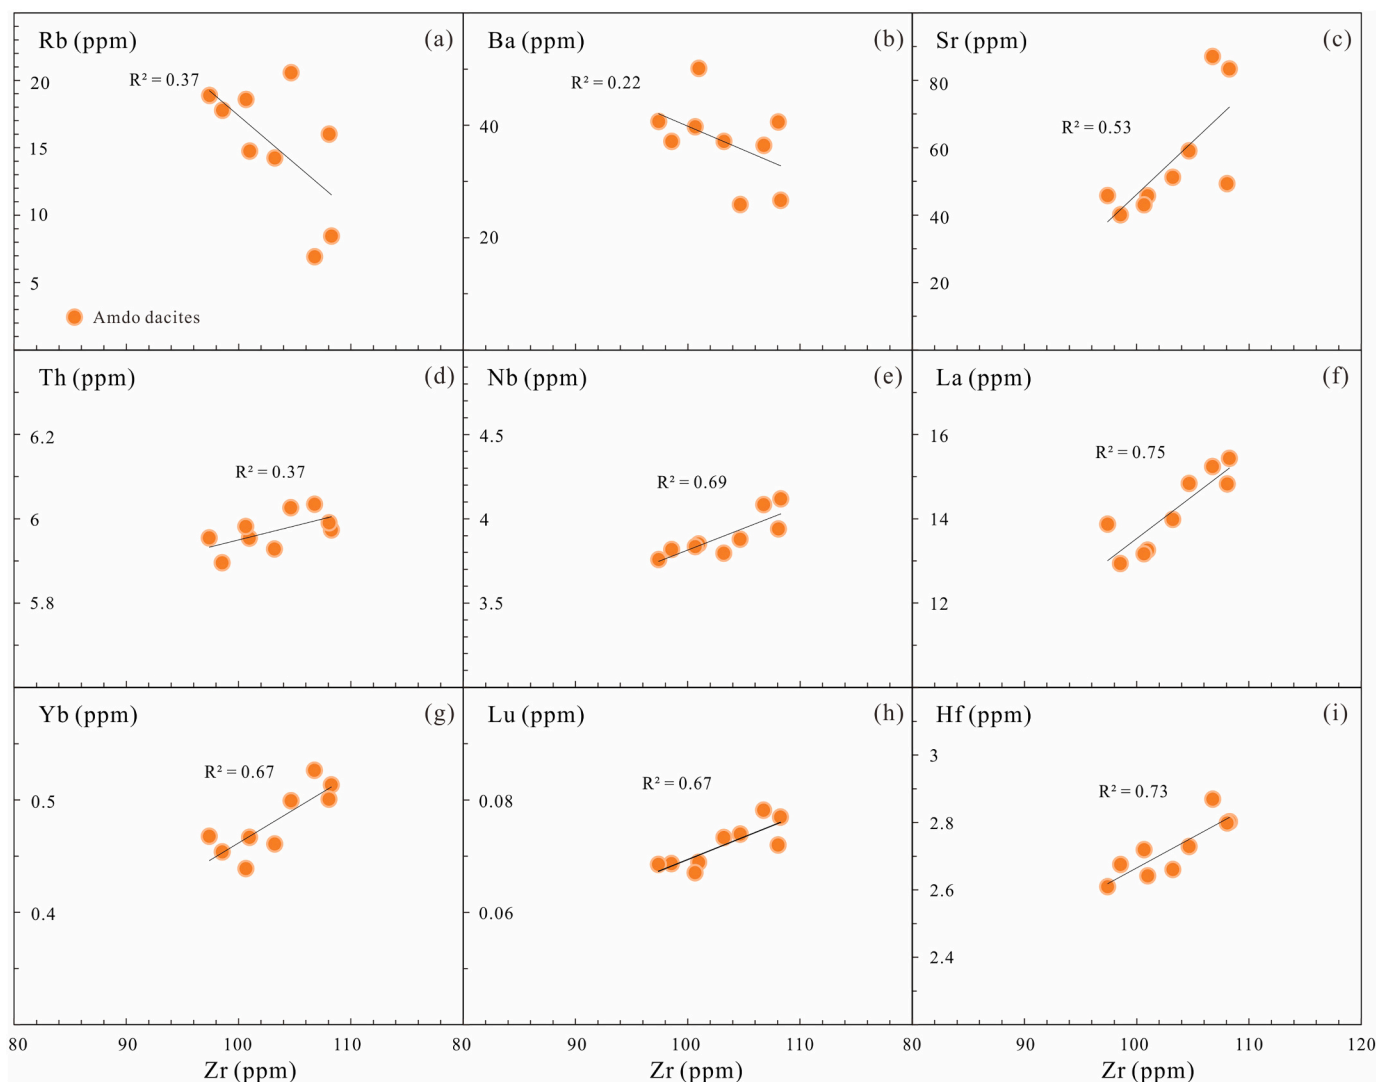 Rb (ppm)
(a)
R² = 0.37
20
15
10
5
Amdo dacites
Ba (ppm)
(b)
R² = 0.22
40
20
Sr (ppm)
(c)
80
R² = 0.53
60
40
20
Th (ppm)
(d)
6.2
R² = 0.37
6
5.8
Nb (ppm)
(e)
4.5
R² = 0.69
4
3.5
La (ppm)
(f)
16
R² = 0.75
14
12
Yb (ppm)
(g)
R² = 0.67
0.5
0.4
Lu (ppm)
(h)
R² = 0.67
0.08
0.06
Hf (ppm)
(i)
3
R² = 0.73
2.8
2.6
2.4
80 90 100 110 80 90 100 110 80 90 100 110 120
Zr (ppm) Zr (ppm) Zr (ppm)